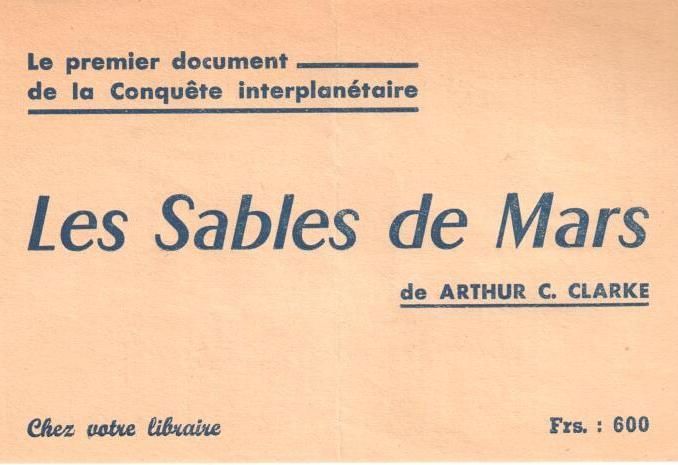 Le premier document
de la Conquête interplanétaire
Les Sables de Mars
de ARTHUR C. CLARKE
Chez votre libraire
Frs. : 600